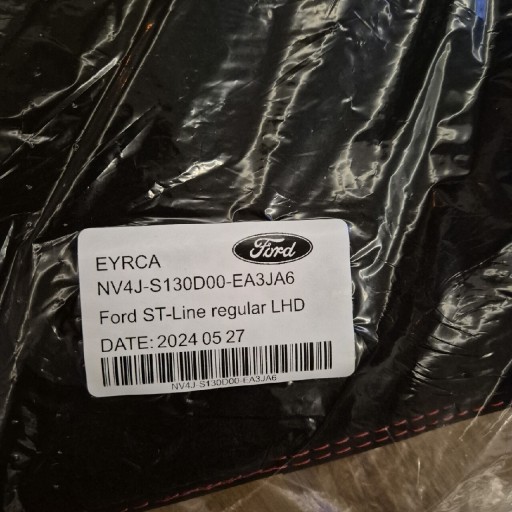 EYRCA
Ford
NV4J-S130D00-EA3JA6
Ford ST-Line regular LHD
DATE: 2024 05 27
NV4J-S130D00-EA3JA6